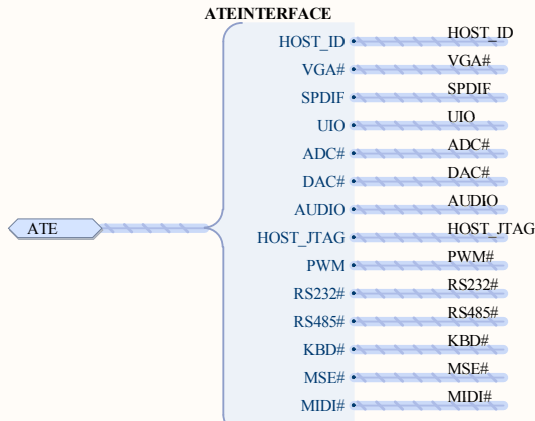 ATEINTERFACE
HOST_ID HOST_ID
VGA# VGA#
SPDIF SPDIF
UIO UIO
ADC# ADC#
DAC# DAC#
AUDIO AUDIO
ATE
HOST_JTAG HOST_JTAG
PWM PWM#
RS232# RS232#
RS485# RS485#
KBD# KBD#
MSE# MSE#
MIDI# MIDI#